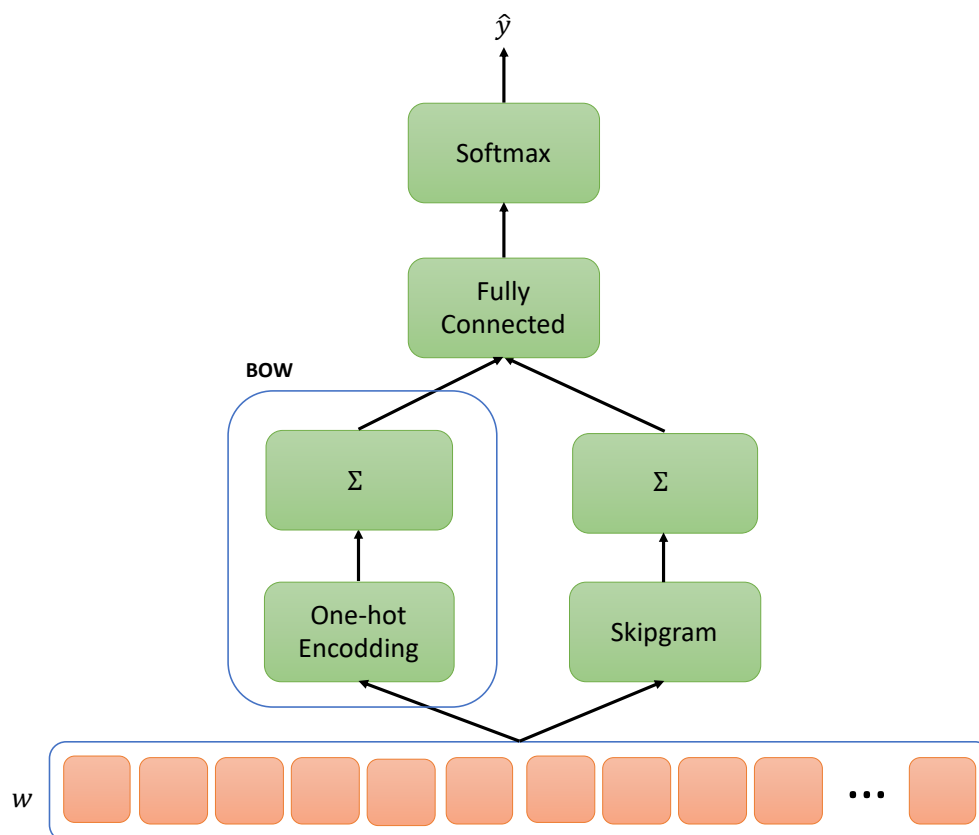 ŷ
Softmax
Fully
Connected
BOW
Σ
Σ
One-hot
Encodding
Skipgram
w
...